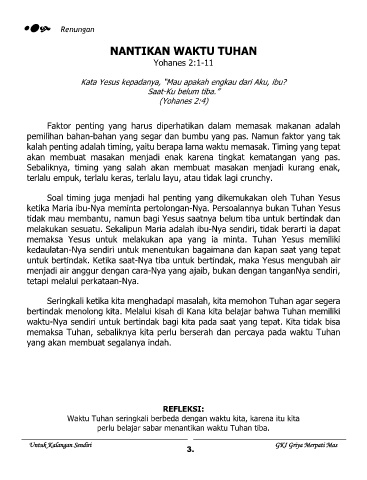 Renungan
NANTIKAN WAKTU TUHAN
Yohanes 2:1-11
Kata Yesus kepadanya, "Mau apakah engkau dari Aku, ibu?
Saat-Ku belum tiba."
(Yohanes 2:4)
Faktor penting yang harus diperhatikan dalam memasak makanan adalah
pemilihan bahan-bahan yang segar dan bumbu yang pas. Namun faktor yang tak
kalah penting adalah timing, yaitu berapa lama waktu memasak. Timing yang tepat
akan membuat masakan menjadi enak karena tingkat kematangan yang pas.
Sebaliknya, timing yang salah akan membuat masakan menjadi kurang enak,
terlalu empuk, terlalu keras, terlalu layu, atau tidak lagi crunchy.
Soal timing juga menjadi hal penting yang dikemukakan oleh Tuhan Yesus
ketika Maria ibu-Nya meminta pertolongan-Nya. Persoalannya bukan Tuhan Yesus
tidak mau membantu, namun bagi Yesus saatnya belum tiba untuk bertindak dan
melakukan sesuatu. Sekalipun Maria adalah ibu-Nya sendiri, tidak berarti ia dapat
memaksa Yesus untuk melakukan apa yang ia minta. Tuhan Yesus memiliki
kedaulatan-Nya sendiri untuk menentukan bagaimana dan kapan saat yang tepat
untuk bertindak. Ketika saat-Nya tiba untuk bertindak, maka Yesus mengubah air
menjadi air anggur dengan cara-Nya yang ajaib, bukan dengan tanganNya sendiri,
tetapi melalui perkataan-Nya.
Seringkali ketika kita menghadapi masalah, kita memohon Tuhan agar segera
bertindak menolong kita. Melalui kisah di Kana kita belajar bahwa Tuhan memiliki
waktu-Nya sendiri untuk bertindak bagi kita pada saat yang tepat. Kita tidak bisa
memaksa Tuhan, sebaliknya kita perlu berserah dan percaya pada waktu Tuhan
yang akan membuat segalanya indah.
REFLEKSI:
Waktu Tuhan seringkali berbeda dengan waktu kita, karena itu kita
perlu belajar sabar menantikan waktu Tuhan tiba.
Untuk Kalangan Sendiri
GKI Griya Merpati Mas
3.